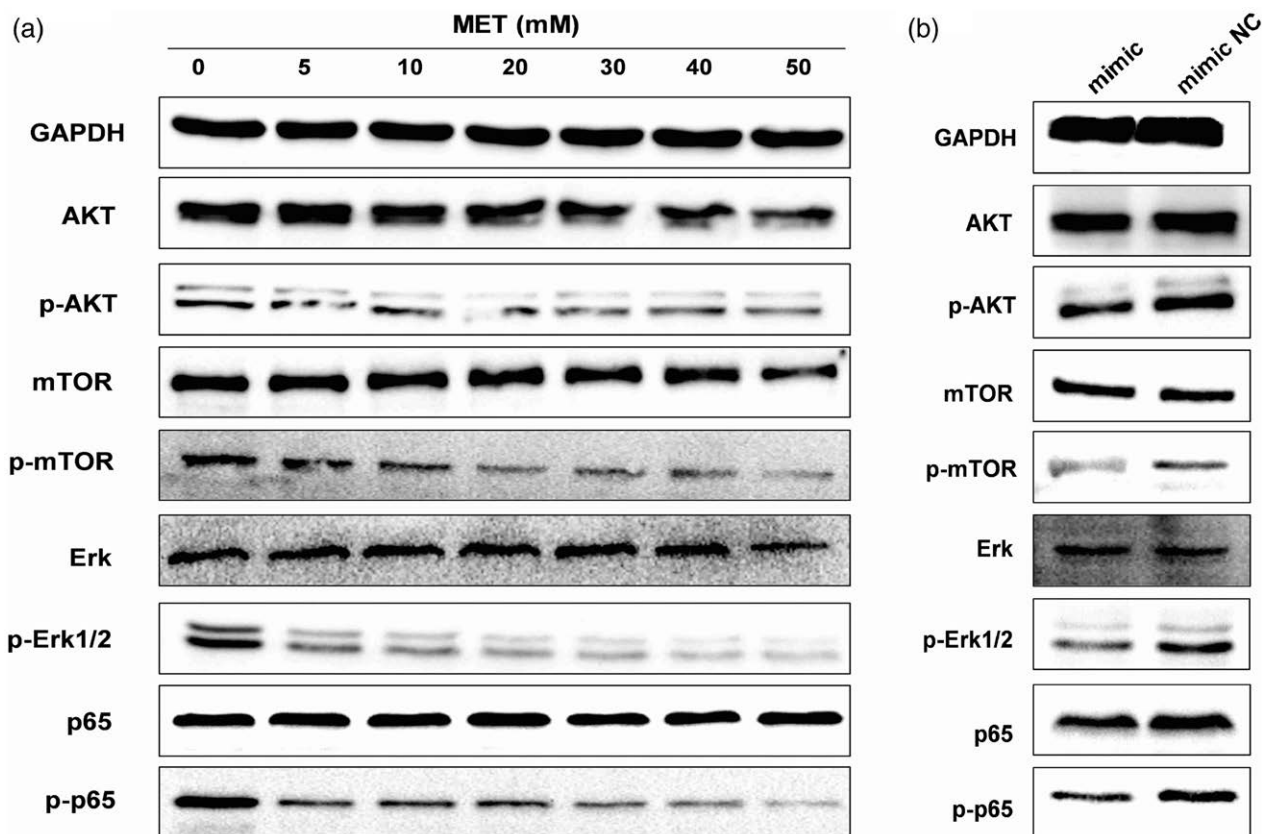 (a)
MET (mM)
0 5 10 20 30 40 50
GAPDH
AKT
p-AKT
mTOR
p-mTOR
Erk
p-Erk1/2
p65
p-p65
(b)
mimic mimic NC
GAPDH
AKT
p-AKT
mTOR
p-mTOR
Erk
p-Erk1/2
p65
p-p65